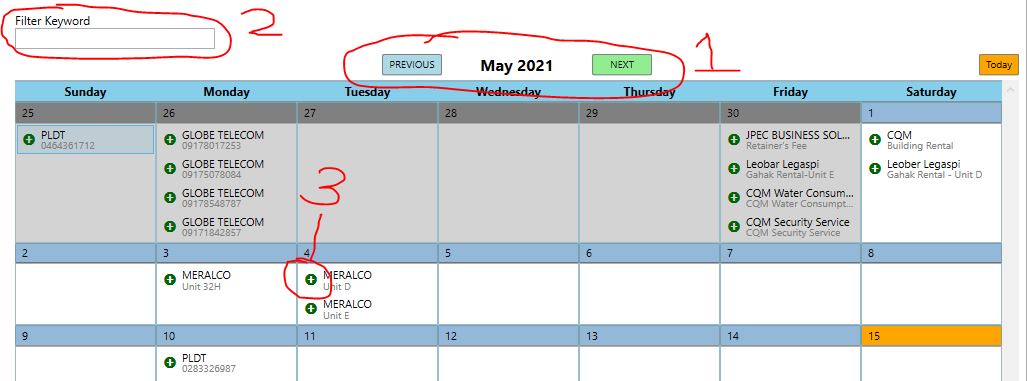 Filter Keyword
2
PREVIOUS May 2021 NEXT
1
Today
Sunday Monday Tuesday Wednesday Thursday Friday Saturday
25 26 27 28 29 30 1
PLDT
0464361712
GLOBE TELECOM
09178017253
GLOBE TELECOM
09175078084
GLOBE TELECOM
09178548787
GLOBE TELECOM
09171842857
JPEC BUSINESS SOL...
Retainer's Fee
Leobar Legaspi
Gahak Rental-Unit E
CQM Water Consum...
CQM Water Consumpt...
CQM Security Service
CQM Security Service
CQM
Building Rental
Leober Legaspi
Gahak Rental - Unit D
3
2 3 4 5 6 7 8
MERALCO
Unit 32H
MERALCO
Unit D
MERALCO
Unit E
9 10 11 12 13 14 15
PLDT
0283326987